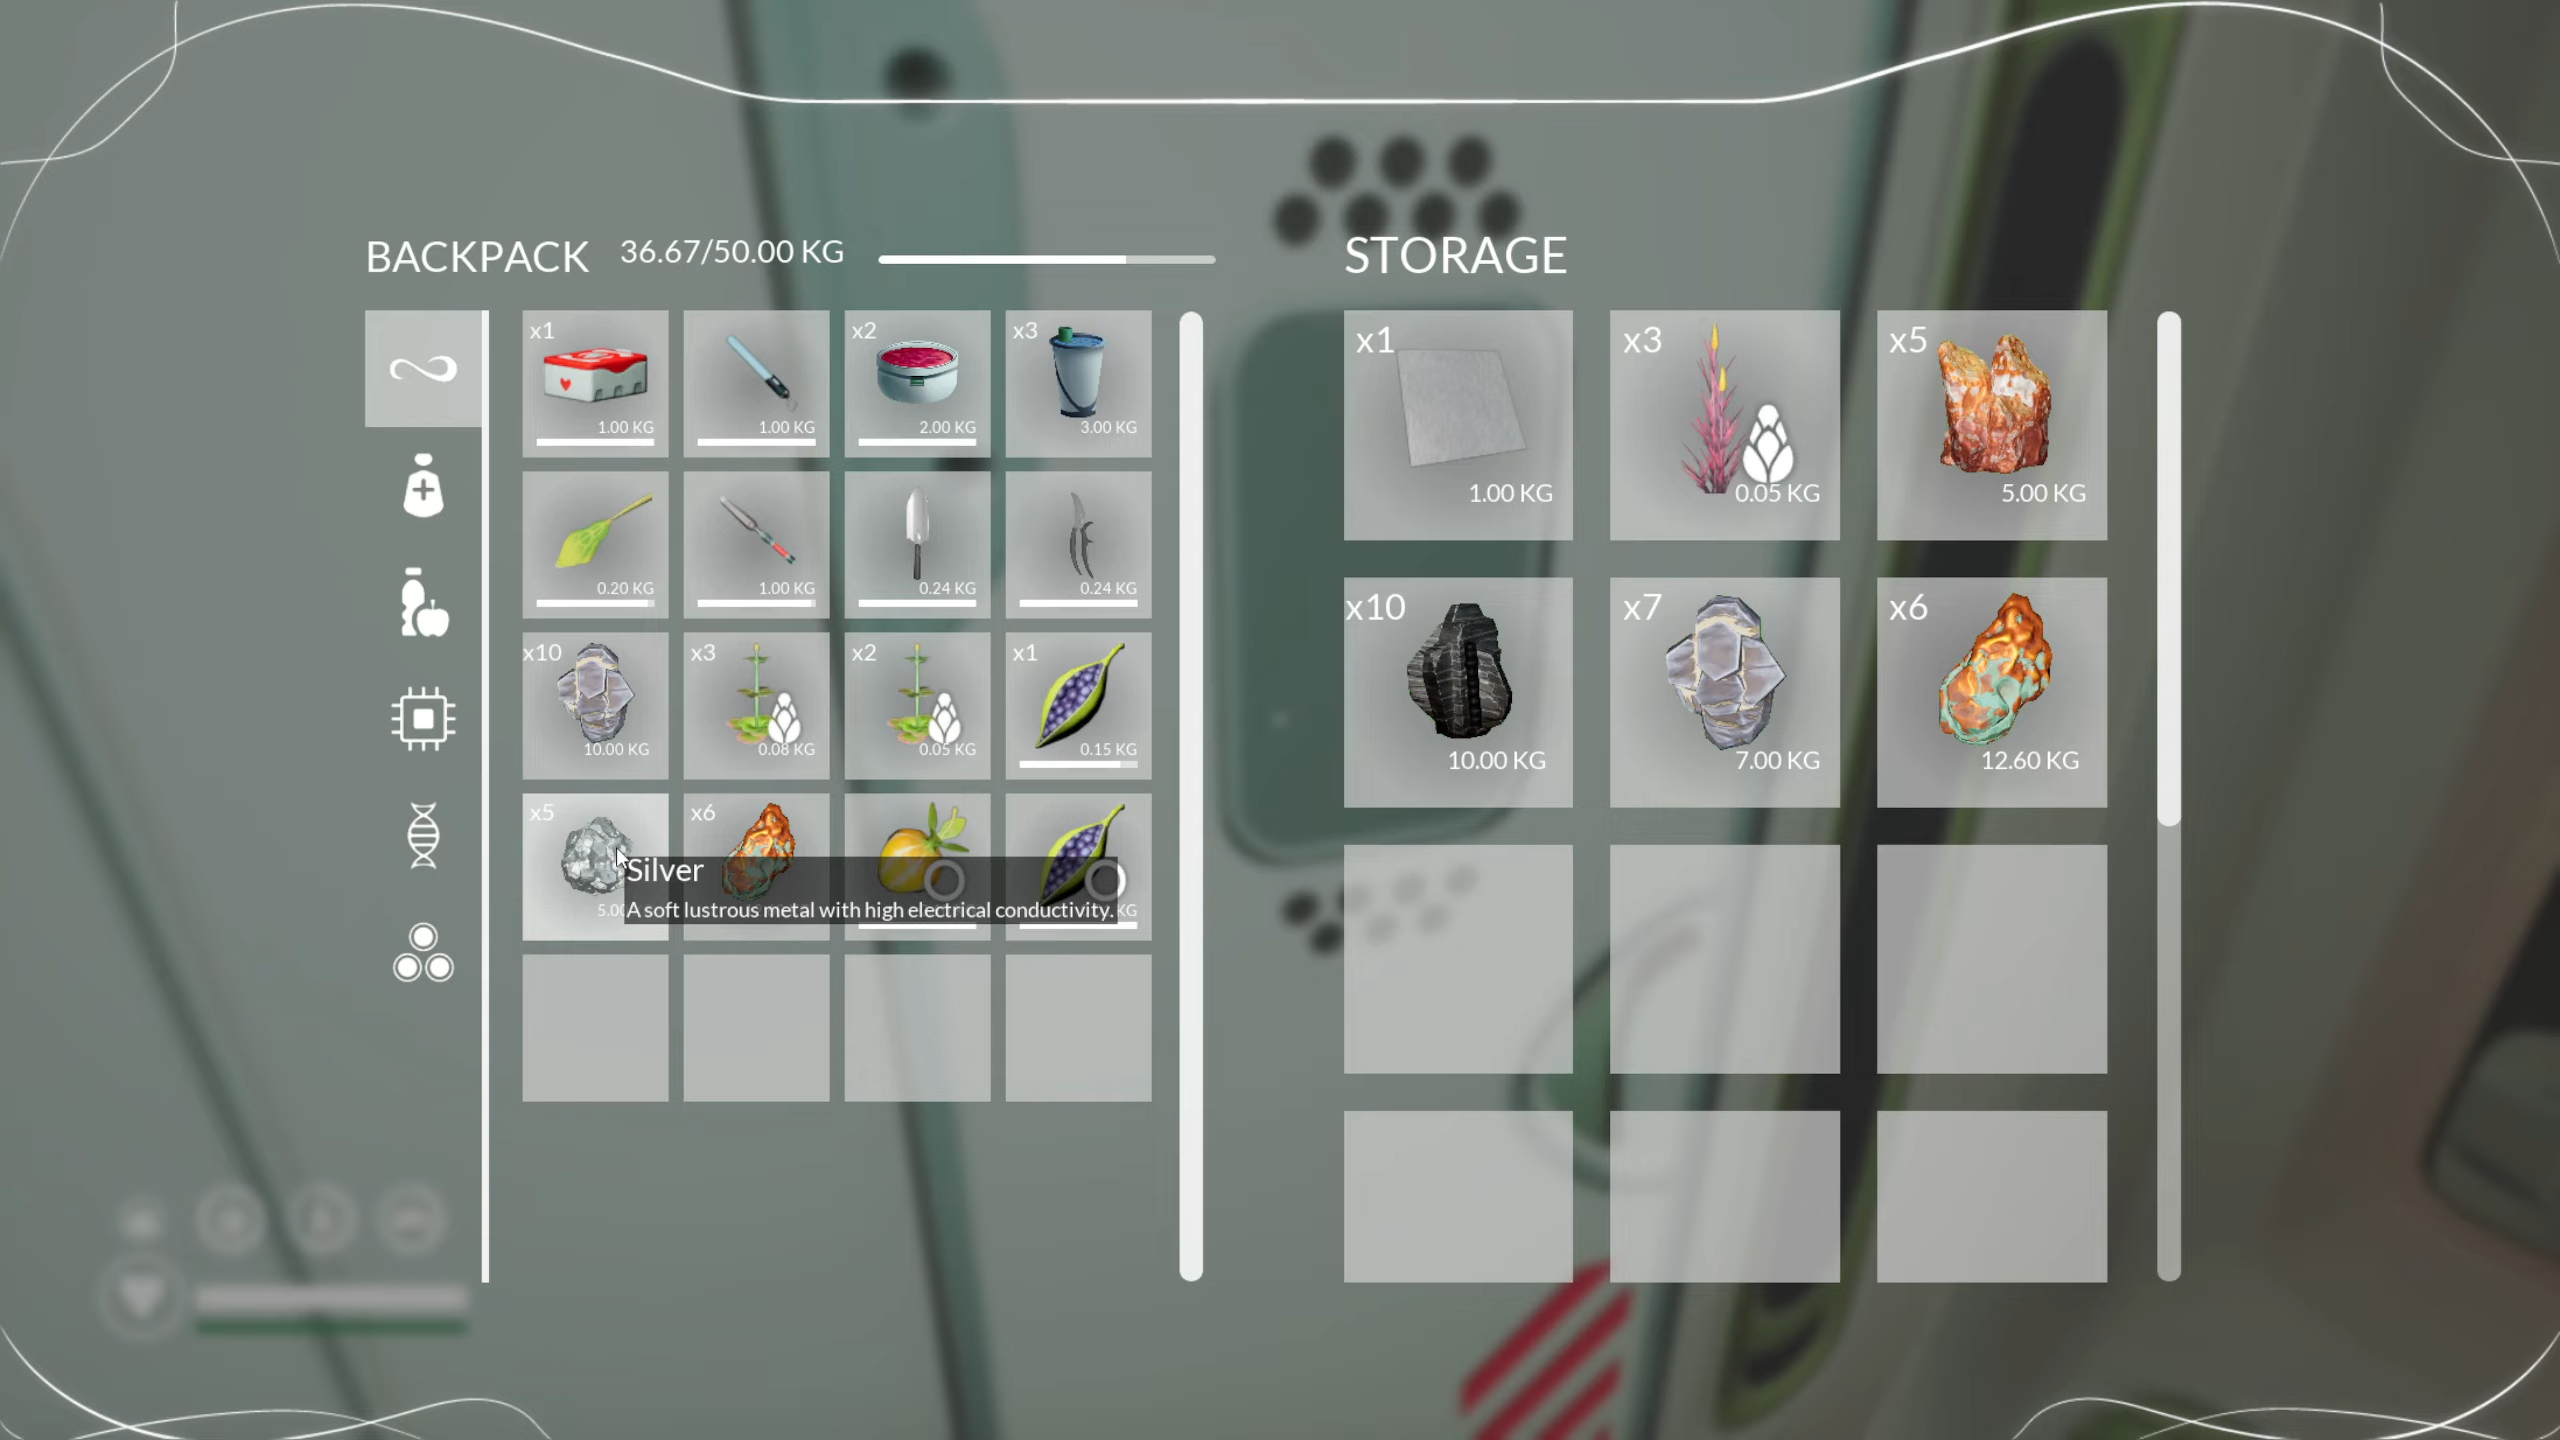 BACKPACK 36.67/50.00 KG
STORAGE
x1 1.00 KG
1.00 KG
x2 2.00 KG
x3 3.00 KG
0.20 KG
1.00 KG
0.24 KG
0.24 KG
x10 10.00 KG
x3 0.08 KG
x2 0.05 KG
x1 0.15 KG
x5
x6
Silver
A soft lustrous metal with high electrical conductivity.
KG
x1 1.00 KG
x3 0.05 KG
x5 5.00 KG
x10 10.00 KG
x7 7.00 KG
x6 12.60 KG